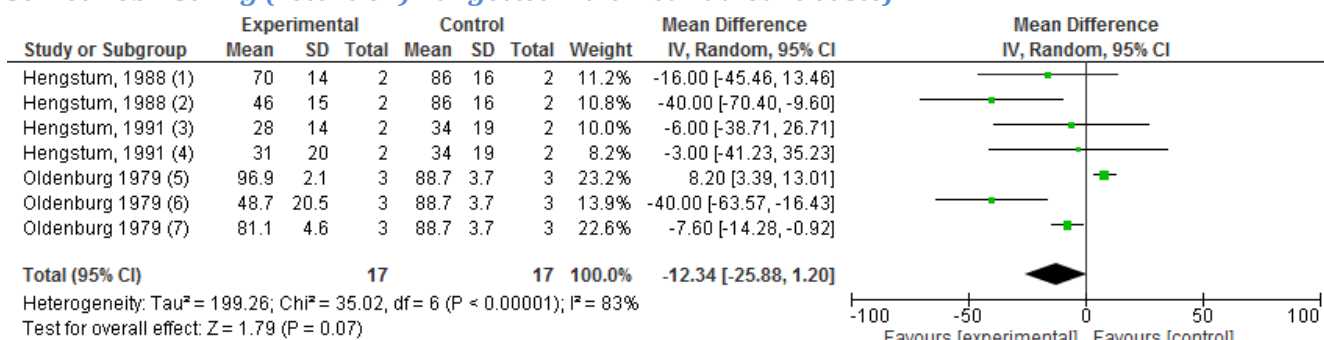 Experimental Control Mean Difference Mean Difference
Study or Subgroup Mean SD Total Mean SD Total Weight IV, Random, 95% CI IV, Random, 95% CI
Hengstum, 1988 (1) 70 14 2 86 16 2 11.2% -16.00 [-45.46, 13.46]
Hengstum, 1988 (2) 46 15 2 86 16 2 10.8% -40.00 [-70.40, -9.60]
Hengstum, 1991 (3) 28 14 2 34 19 2 10.0% -6.00 [-38.71, 26.71]
Hengstum, 1991 (4) 31 20 2 34 19 2 8.2% -3.00 [-41.23, 35.23]
Oldenburg 1979 (5) 96.9 2.1 3 88.7 3.7 3 23.2% 8.20 [3.39, 13.01]
Oldenburg 1979 (6) 48.7 20.5 3 88.7 3.7 3 13.9% -40.00 [-63.57, -16.43]
Oldenburg 1979 (7) 81.1 4.6 3 88.7 3.7 3 22.6% -7.60 [-14.28, -0.92]
Total (95% CI) 17 17 100.0% -12.34 [-25.88, 1.20]
Heterogeneity: Tau² = 199.26; Chi² = 35.02, df = 6 (P < 0.00001); I² = 83%
Test for overall effect: Z = 1.79 (P = 0.07)
-100 -50 0 50 100
Favours [experimental] Favours [control]